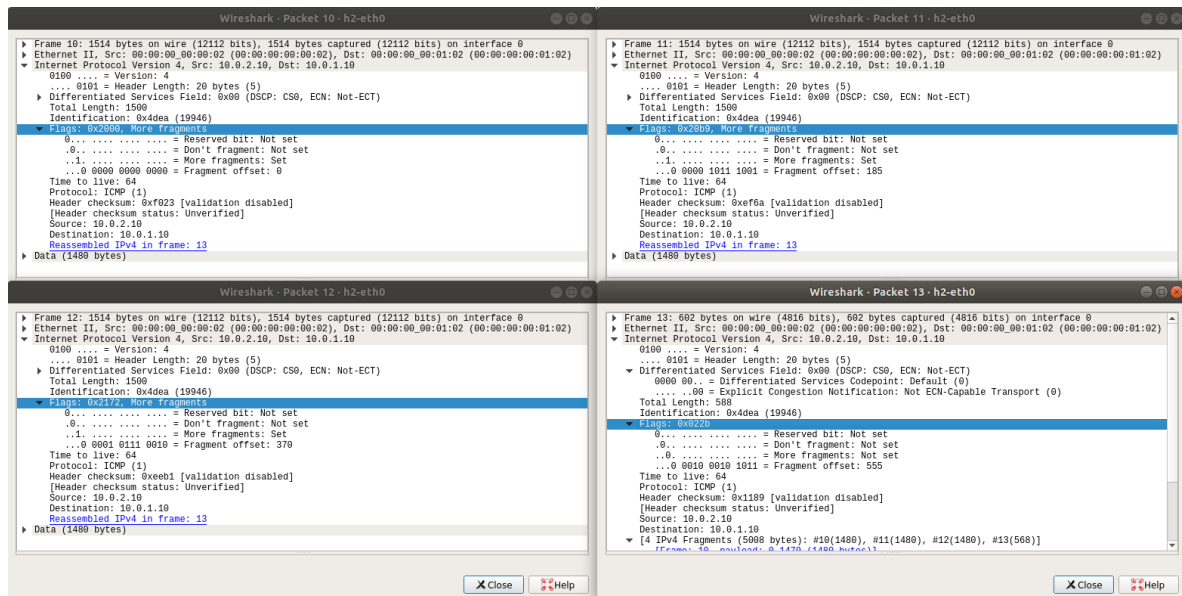 Wireshark · Packet 10 · h2-eth0
Frame 10: 1514 bytes on wire (12112 bits), 1514 bytes captured (12112 bits) on interface 0
Ethernet II, Src: 00:00:00_00:00:02 (00:00:00:00:00:02), Dst: 00:00:00_00:01:02 (00:00:00:00:01:02)
Internet Protocol Version 4, Src: 10.0.2.10, Dst: 10.0.1.10
0100 .... = Version: 4
.... 0101 = Header Length: 20 bytes (5)
Differentiated Services Field: 0x00 (DSCP: CS0, ECN: Not-ECT)
Total Length: 1500
Identification: 0x4dea (19946)
Flags: 0x2000, More fragments
0... .... .... .... = Reserved bit: Not set
.0.. .... .... .... = Don't fragment: Not set
..1. .... .... .... = More fragments: Set
...0 0000 0000 0000 = Fragment offset: 0
Time to live: 64
Protocol: ICMP (1)
Header checksum: 0xf023 [validation disabled]
[Header checksum status: Unverified]
Source: 10.0.2.10
Destination: 10.0.1.10
Reassembled IPv4 in frame: 13
Data (1480 bytes)
Wireshark · Packet 11 · h2-eth0
Frame 11: 1514 bytes on wire (12112 bits), 1514 bytes captured (12112 bits) on interface 0
Ethernet II, Src: 00:00:00_00:00:02 (00:00:00:00:00:02), Dst: 00:00:00_00:01:02 (00:00:00:00:01:02)
Internet Protocol Version 4, Src: 10.0.2.10, Dst: 10.0.1.10
0100 .... = Version: 4
.... 0101 = Header Length: 20 bytes (5)
Differentiated Services Field: 0x00 (DSCP: CS0, ECN: Not-ECT)
Total Length: 1500
Identification: 0x4dea (19946)
Flags: 0x20b9, More fragments
0... .... .... .... = Reserved bit: Not set
.0.. .... .... .... = Don't fragment: Not set
..1. .... .... .... = More fragments: Set
...0 0000 1011 1001 = Fragment offset: 185
Time to live: 64
Protocol: ICMP (1)
Header checksum: 0xef6a [validation disabled]
[Header checksum status: Unverified]
Source: 10.0.2.10
Destination: 10.0.1.10
Reassembled IPv4 in frame: 13
Data (1480 bytes)
Wireshark · Packet 12 · h2-eth0
Frame 12: 1514 bytes on wire (12112 bits), 1514 bytes captured (12112 bits) on interface 0
Ethernet II, Src: 00:00:00_00:00:02 (00:00:00:00:00:02), Dst: 00:00:00_00:01:02 (00:00:00:00:01:02)
Internet Protocol Version 4, Src: 10.0.2.10, Dst: 10.0.1.10
0100 .... = Version: 4
.... 0101 = Header Length: 20 bytes (5)
Differentiated Services Field: 0x00 (DSCP: CS0, ECN: Not-ECT)
Total Length: 1500
Identification: 0x4dea (19946)
Flags: 0x2172, More fragments
0... .... .... .... = Reserved bit: Not set
.0.. .... .... .... = Don't fragment: Not set
..1. .... .... .... = More fragments: Set
...0 0001 0111 0010 = Fragment offset: 370
Time to live: 64
Protocol: ICMP (1)
Header checksum: 0xeeb1 [validation disabled]
[Header checksum status: Unverified]
Source: 10.0.2.10
Destination: 10.0.1.10
Reassembled IPv4 in frame: 13
Data (1480 bytes)
Close
Help
Wireshark · Packet 13 · h2-eth0
Frame 13: 602 bytes on wire (4816 bits), 602 bytes captured (4816 bits) on interface 0
Ethernet II, Src: 00:00:00_00:00:02 (00:00:00:00:00:02), Dst: 00:00:00_00:01:02 (00:00:00:00:01:02)
Internet Protocol Version 4, Src: 10.0.2.10, Dst: 10.0.1.10
0100 .... = Version: 4
.... 0101 = Header Length: 20 bytes (5)
Differentiated Services Field: 0x00 (DSCP: CS0, ECN: Not-ECT)
0000 00.. = Differentiated Services Codepoint: Default (0)
.... ..00 = Explicit Congestion Notification: Not ECN-Capable Transport (0)
Total Length: 588
Identification: 0x4dea (19946)
Flags: 0x022b
0... .... .... .... = Reserved bit: Not set
.0.. .... .... .... = Don't fragment: Not set
..0. .... .... .... = More fragments: Not set
...0 0010 0010 1011 = Fragment offset: 555
Time to live: 64
Protocol: ICMP (1)
Header checksum: 0x1189 [validation disabled]
[Header checksum status: Unverified]
Source: 10.0.2.10
Destination: 10.0.1.10
[4 IPv4 Fragments (5008 bytes): #10(1480), #11(1480), #12(1480), #13(568)]
[Frame: 10, payload: 0-1479 (1480 bytes)]
Close
Help